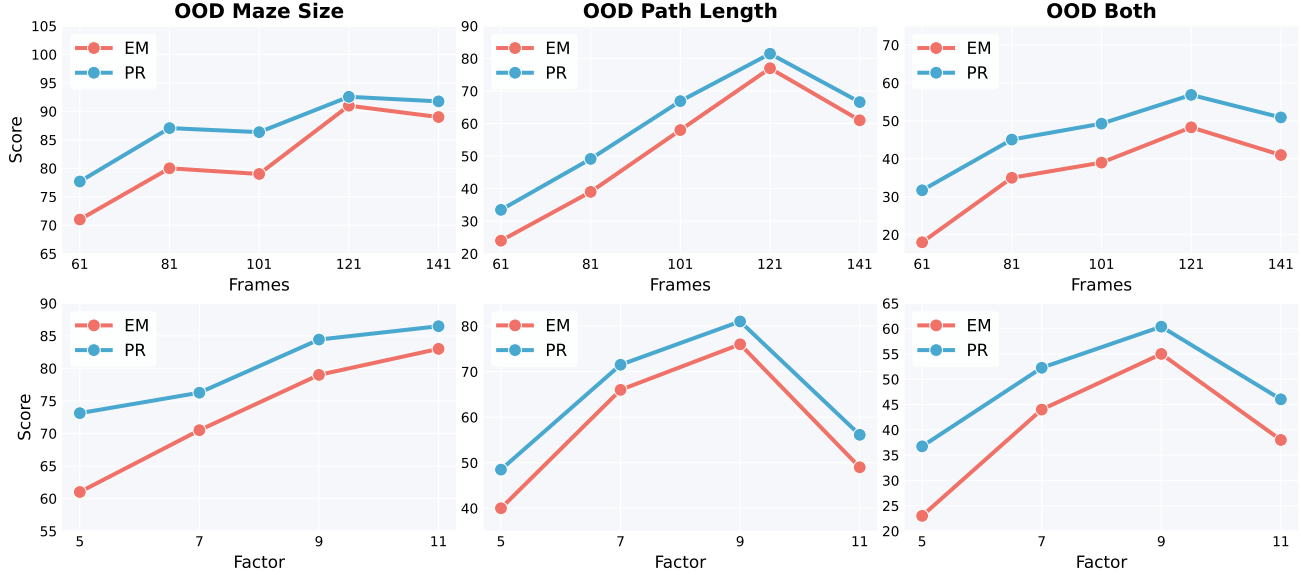 OOD Maze Size
105
100
95
90
85
80
75
70
65
Score
EM
PR
61 81 101 121 141
Frames
OOD Path Length
90
80
70
60
50
40
30
20
EM
PR
61 81 101 121 141
Frames
OOD Both
70
60
50
40
30
20
EM
PR
61 81 101 121 141
Frames
90
85
80
75
70
65
60
55
Score
EM
PR
5 7 9 11
Factor
80
70
60
50
40
EM
PR
5 7 9 11
Factor
65
60
55
50
45
40
35
30
25
20
EM
PR
5 7 9 11
Factor